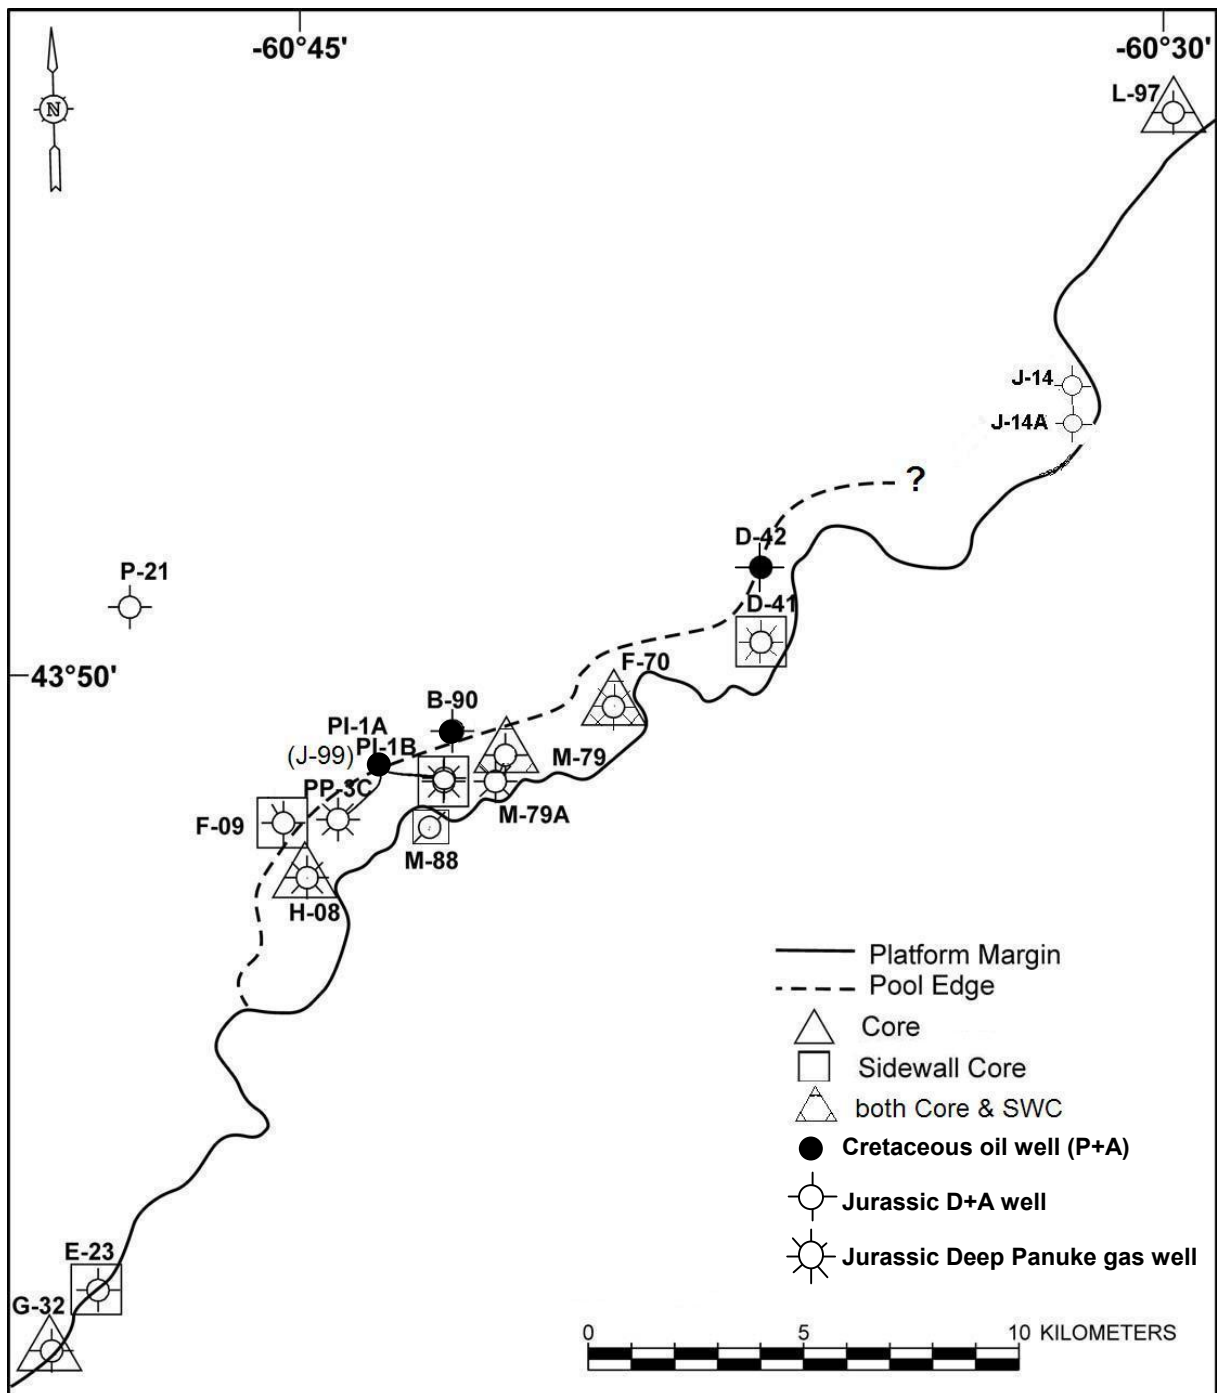 -60°45'
-60°30'
N
L-97
J-14
J-14A
?
D-42
P-21
D-41
43°50'
F-70
B-90
PI-1A
PI-1B
(J-99)
M-79
PP-3C
M-79A
F-09
M-88
H-08
Platform Margin
Pool Edge
Core
Sidewall Core
both Core & SWC
Cretaceous oil well (P+A)
Jurassic D+A well
Jurassic Deep Panuke gas well
E-23
G-32
0 5 10 KILOMETERS